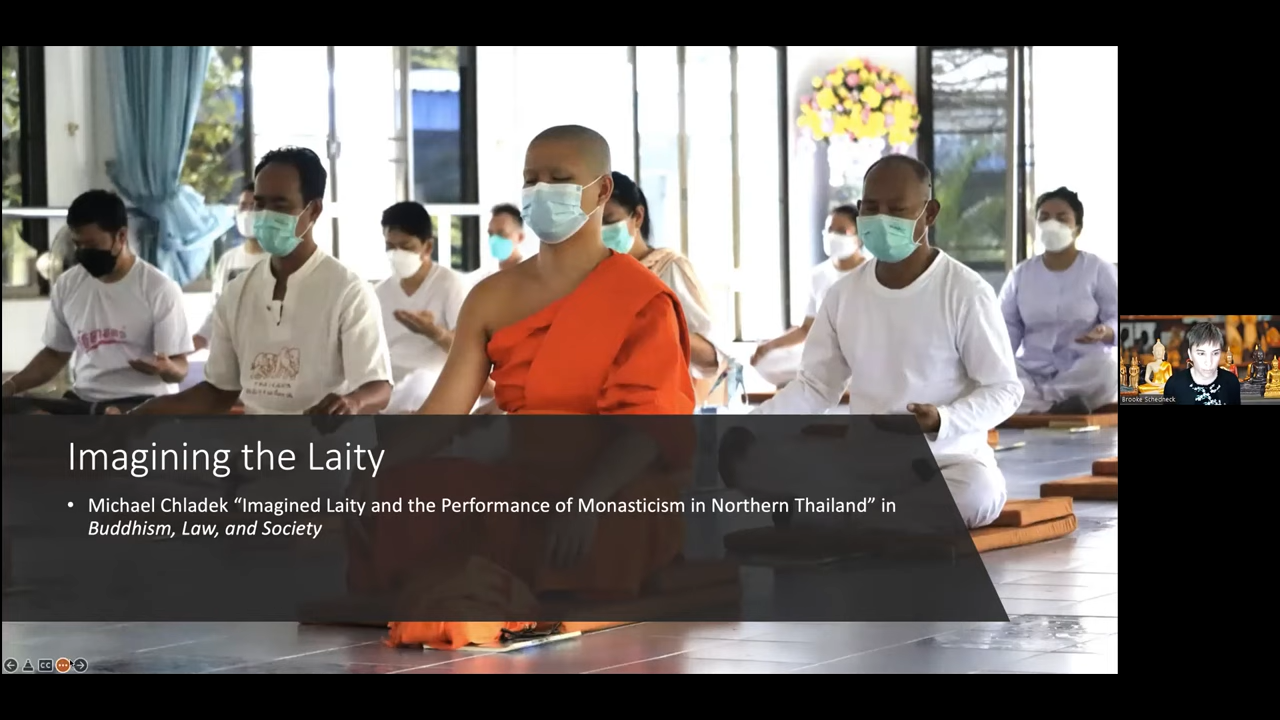 Imagining the Laity
• Michael Chladek “Imagined Laity and the Performance of Monasticism in Northern Thailand” in
Buddhism, Law, and Society
Brooke Schedneck
CC